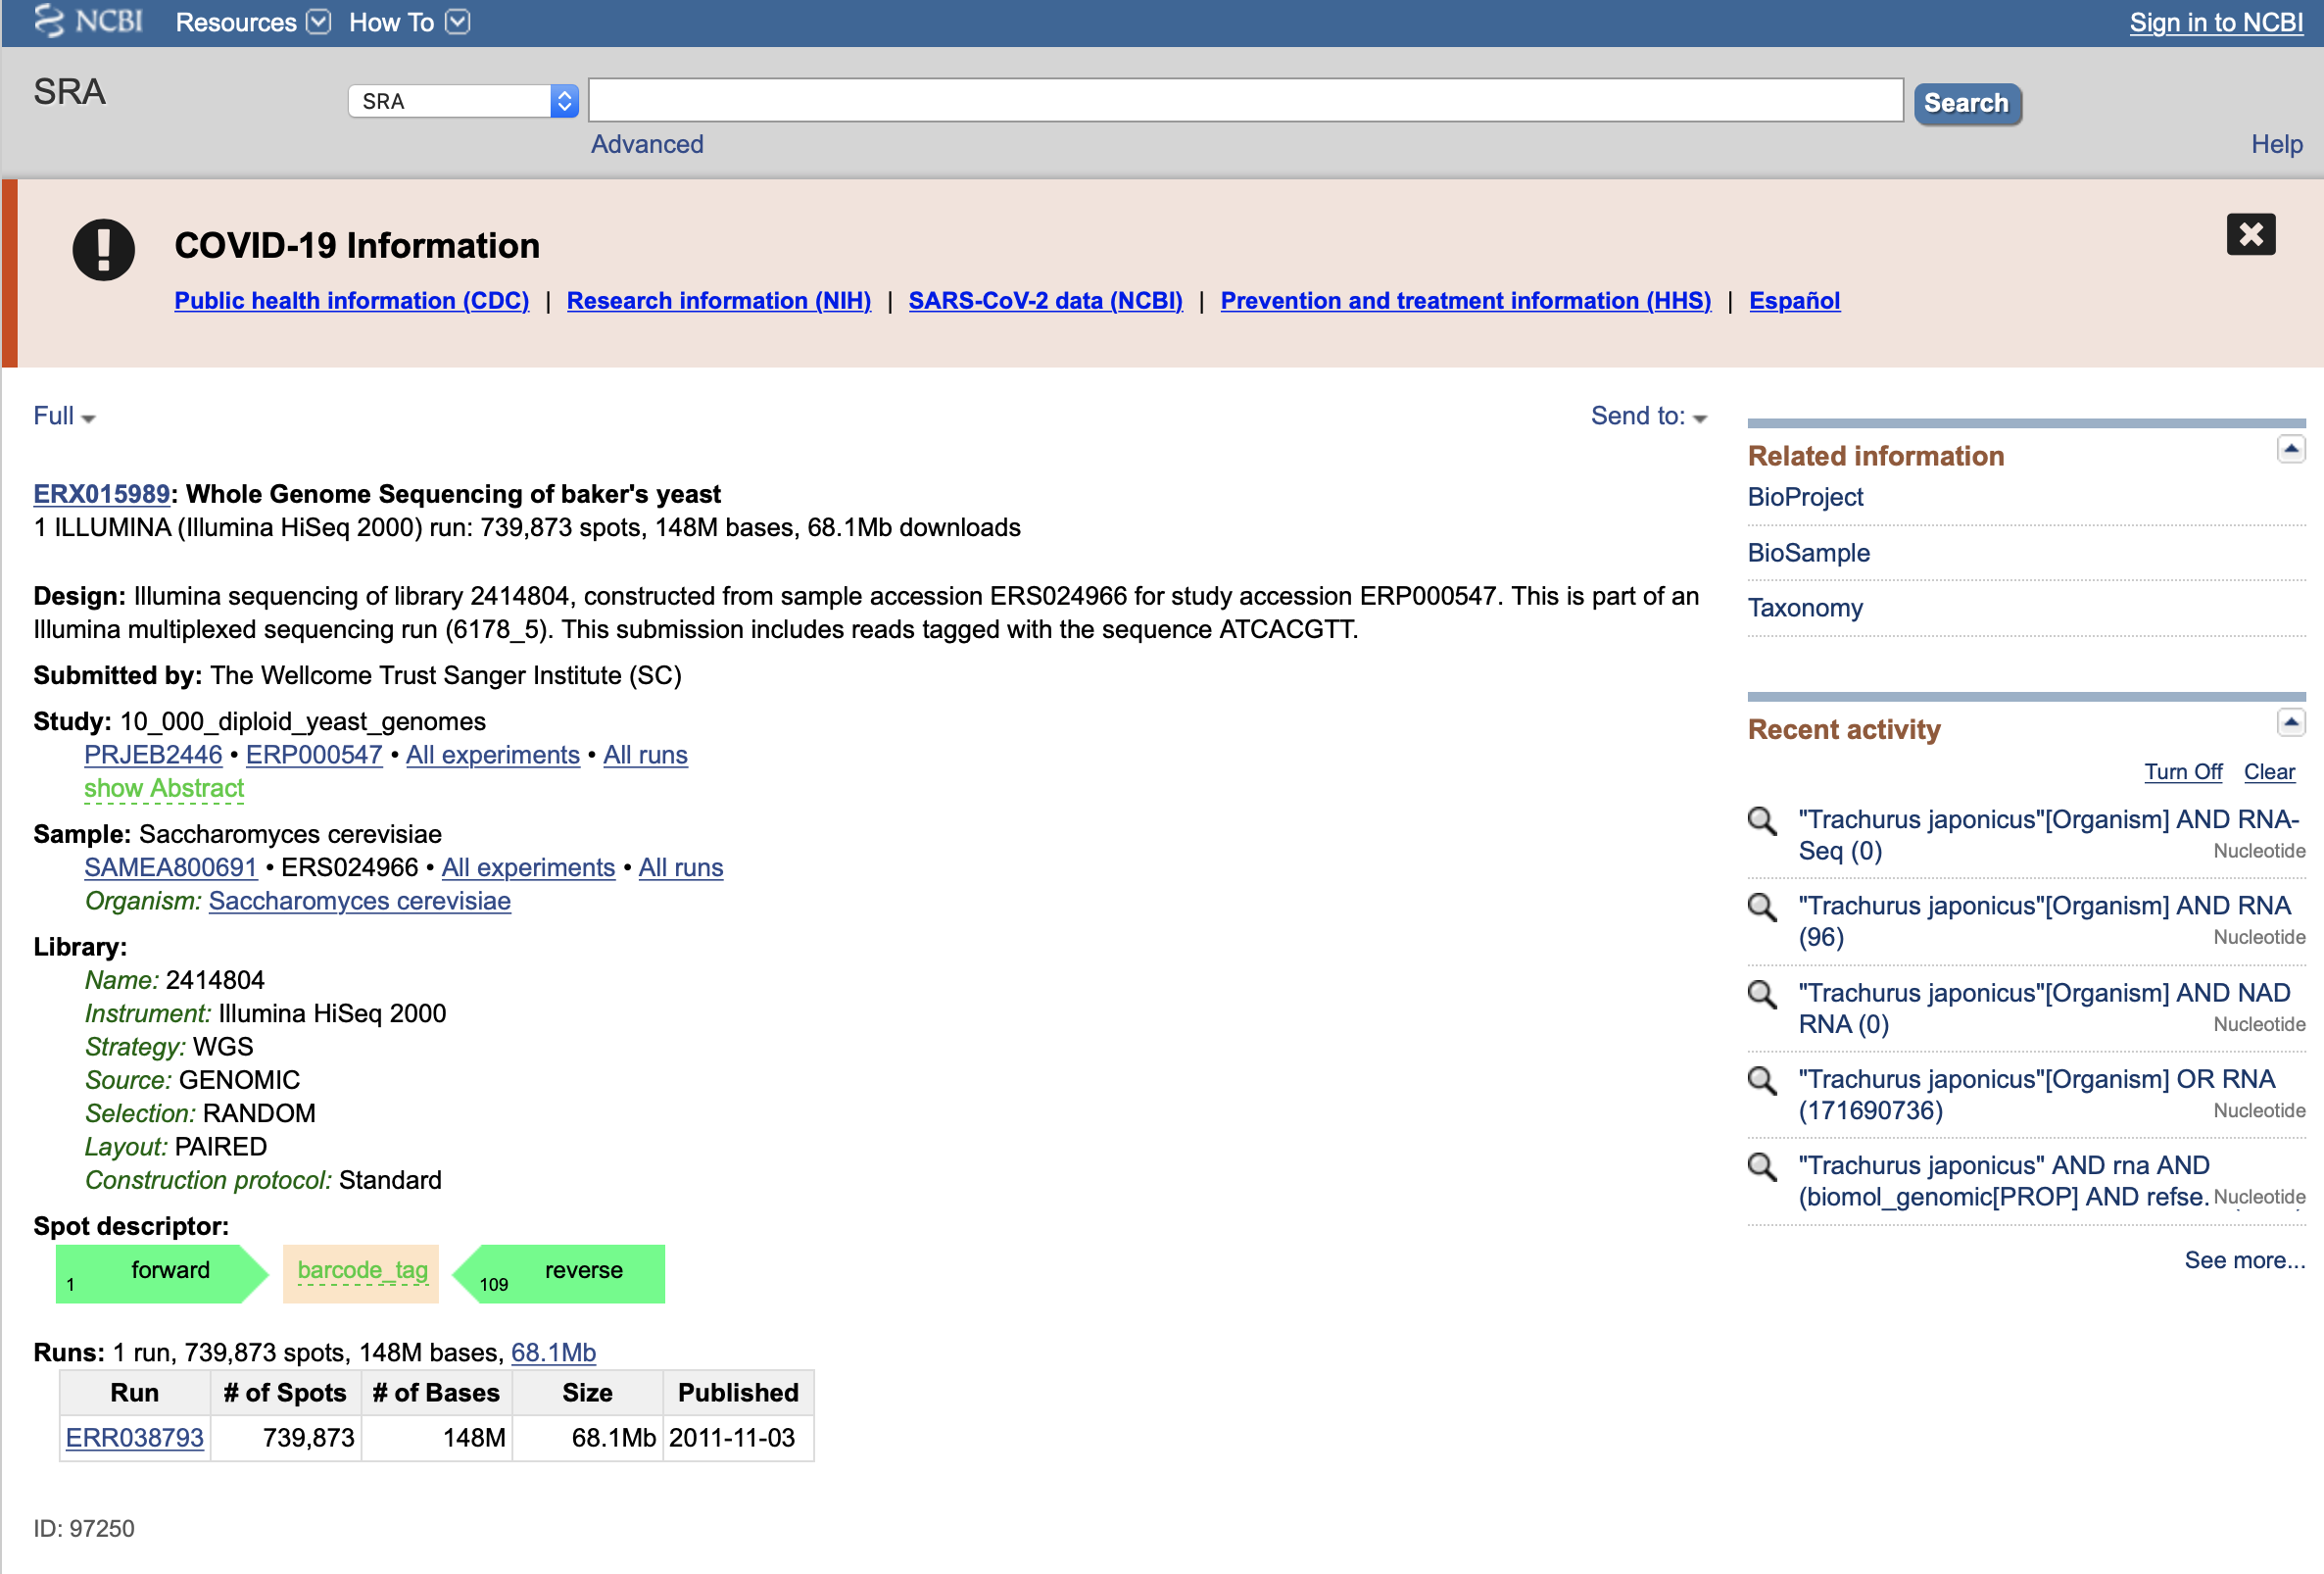 NCBI Resources How To Sign in to NCBI
SRA
SRA
Search
Advanced
Help
COVID-19 Information
Public health information (CDC) | Research information (NIH) | SARS-CoV-2 data (NCBI) | Prevention and treatment information (HHS) | Español
Full
Send to:
ERX015989: Whole Genome Sequencing of baker's yeast
1 ILLUMINA (Illumina HiSeq 2000) run: 739,873 spots, 148M bases, 68.1Mb downloads
Design: Illumina sequencing of library 2414804, constructed from sample accession ERS024966 for study accession ERP000547. This is part of an
Illumina multiplexed sequencing run (6178_5). This submission includes reads tagged with the sequence ATCACGTT.
Submitted by: The Wellcome Trust Sanger Institute (SC)
Study: 10_000_diploid_yeast_genomes
PRJEB2446 • ERP000547 • All experiments • All runs
show Abstract
Sample: Saccharomyces cerevisiae
SAMEA800691 • ERS024966 • All experiments • All runs
Organism: Saccharomyces cerevisiae
Library:
Name: 2414804
Instrument: Illumina HiSeq 2000
Strategy: WGS
Source: GENOMIC
Selection: RANDOM
Layout: PAIRED
Construction protocol: Standard
Spot descriptor:
1 forward barcode_tag 109 reverse
Runs: 1 run, 739,873 spots, 148M bases, 68.1Mb
Run # of Spots # of Bases Size Published
ERR038793 739,873 148M 68.1Mb 2011-11-03
ID: 97250
Related information
BioProject
BioSample
Taxonomy
Recent activity
Turn Off Clear
"Trachurus japonicus"[Organism] AND RNA-
Seq (0) Nucleotide
"Trachurus japonicus"[Organism] AND RNA
(96) Nucleotide
"Trachurus japonicus"[Organism] AND NAD
RNA (0) Nucleotide
"Trachurus japonicus"[Organism] OR RNA
(171690736) Nucleotide
"Trachurus japonicus" AND rna AND
(biomol_genomic[PROP] AND refse. Nucleotide
See more...